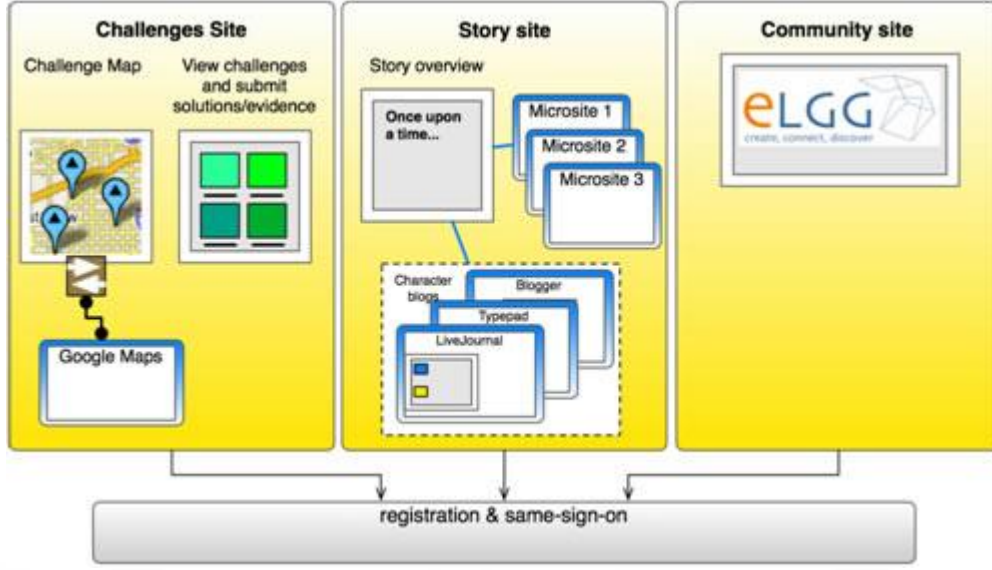 Challenges Site
Challenge Map
View challenges
and submit
solutions/evidence
Google Maps
Story site
Story overview
Once upon
a time...
Microsite 1
Microsite 2
Microsite 3
Character
blogs
Blogger
Typepad
LiveJournal
Community site
eLGG
create, connect, discover
registration & same-sign-on